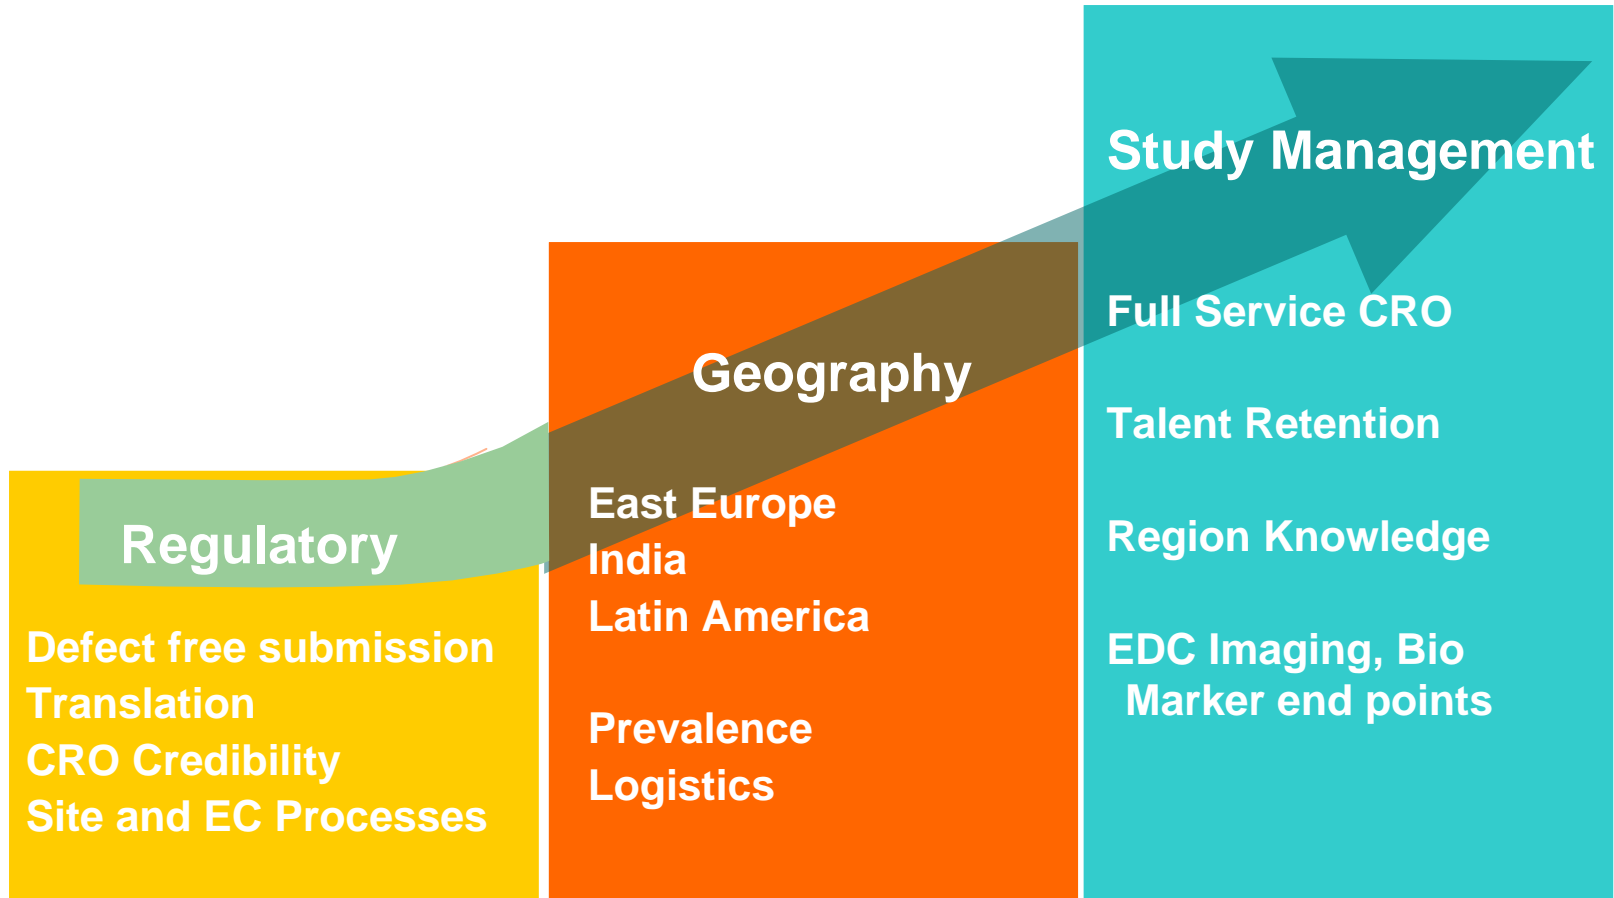 Regulatory
Defect free submission
Translation
CRO Credibility
Site and EC Processes
Geography
East Europe
India
Latin America
Prevalence
Logistics
Study Management
Full Service CRO
Talent Retention
Region Knowledge
EDC Imaging, Bio
Marker end points